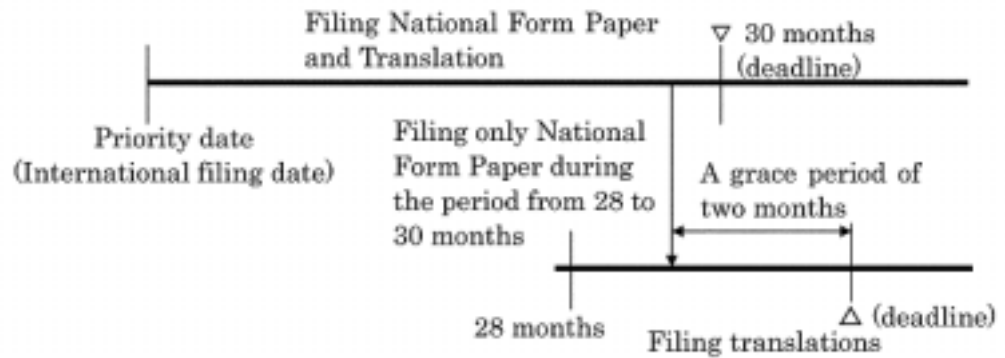 Filing National Form Paper
and Translation
▽ 30 months
(deadline)
Priority date
(International filing date)
Filing only National
Form Paper during
the period from 28 to
30 months
A grace period of
two months
28 months
△ (deadline)
Filing translations